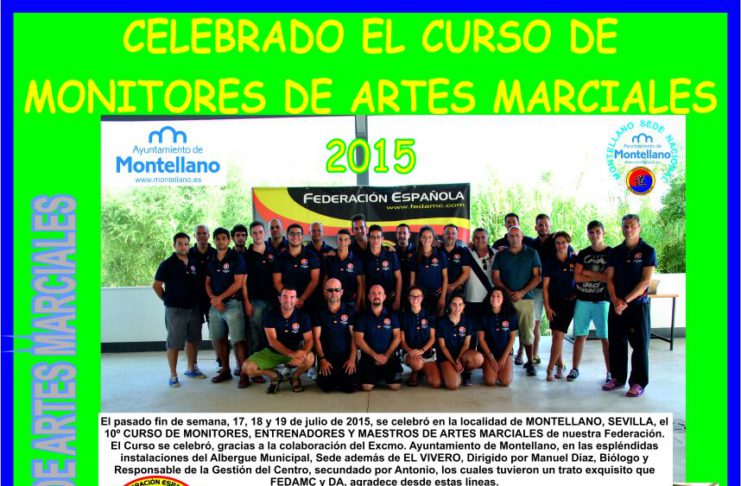 CELEBRADO EL CURSO DE
MONITORES DE ARTES MARCIALES
2015
Ayuntamiento de
Montellano
www.montellano.es
MONTELLANO SEDE NACIONAL
Ayuntamiento de
Montellano
FEDERACIÓN ESPAÑOLA
www.fedamc.com
DE ARTES MARCIALES
El pasado fin de semana, 17, 18 y 19 de julio de 2015, se celebró en la localidad de MONTELLANO, SEVILLA, el
10º CURSO DE MONITORES, ENTRENADORES Y MAESTROS DE ARTES MARCIALES de nuestra Federación.
El Curso se celebró, gracias a la colaboración del Excmo. Ayuntamiento de Montellano, en las espléndidas
instalaciones del Albergue Municipal, Sede además de EL VIVERO, Dirigido por Manuel Díaz, Biólogo y
Responsable de la Gestión del Centro, secundado por Antonio, los cuales tuvieron un trato exquisito que
FEDAMC y DA, agradece desde estas líneas.